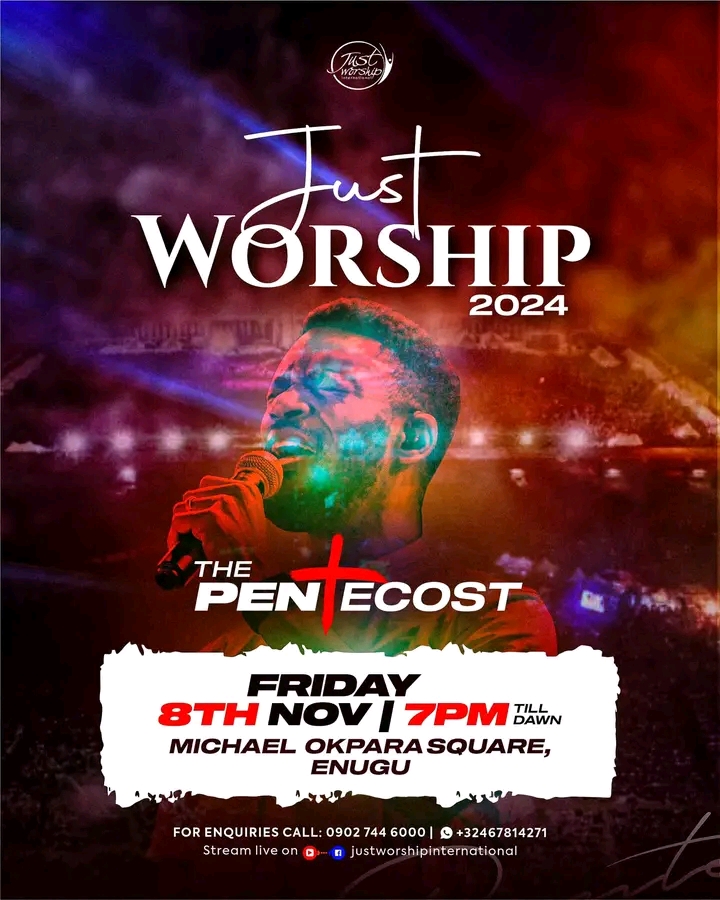 Just
worship
international
Just
WORSHIP
2024
THE
PENTECOST
FRIDAY
8TH NOV | 7PM TILL DAWN
MICHAEL OKPARA SQUARE,
ENUGU
FOR ENQUIRIES CALL: 0902 744 6000 | +32467814271
Stream live on justworshipinternational